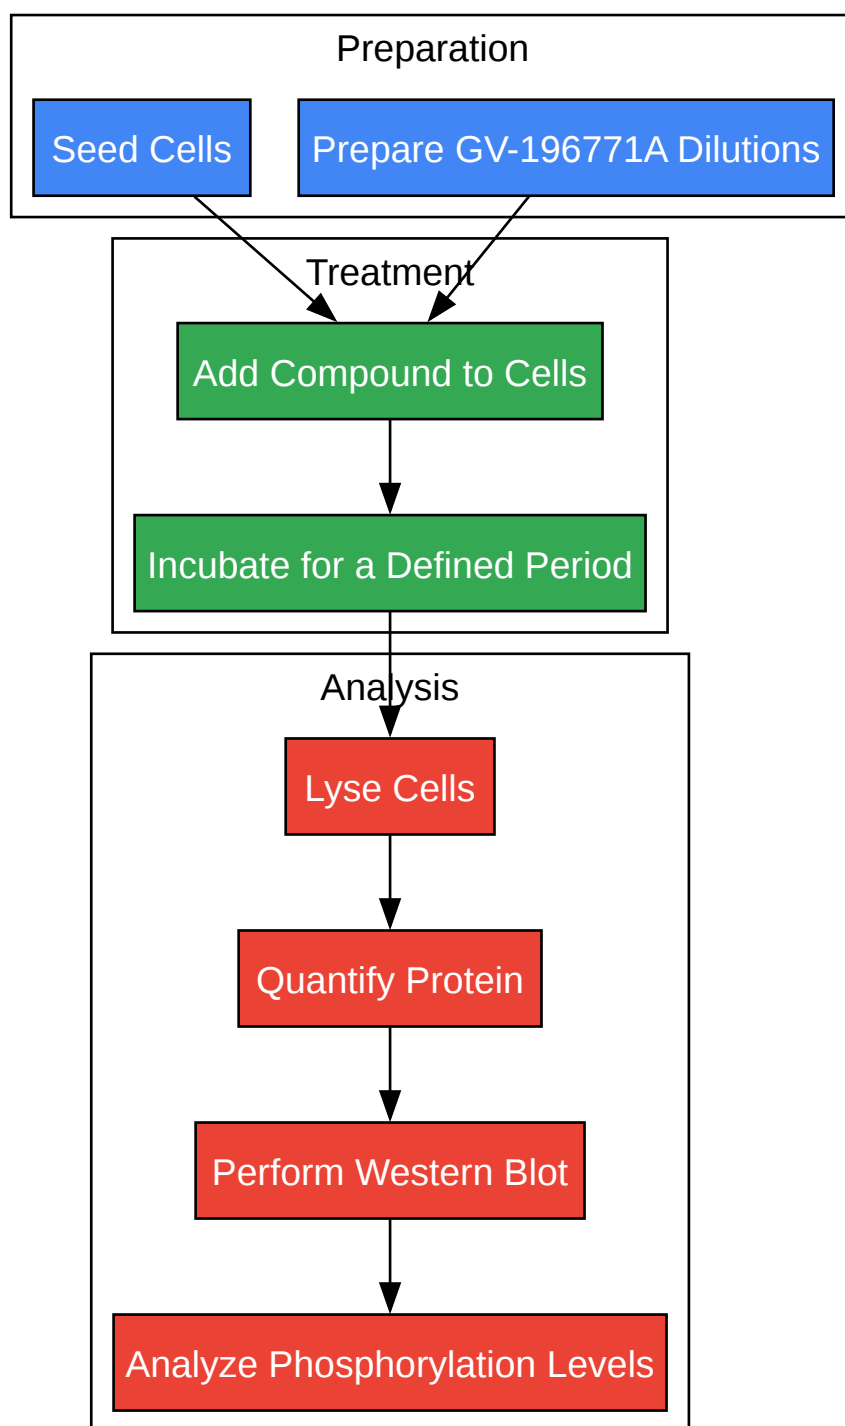 Preparation
Seed Cells
Prepare GV-196771A Dilutions
Treatment
Add Compound to Cells
Incubate for a Defined Period
Analysis
Lyse Cells
Quantify Protein
Perform Western Blot
Analyze Phosphorylation Levels